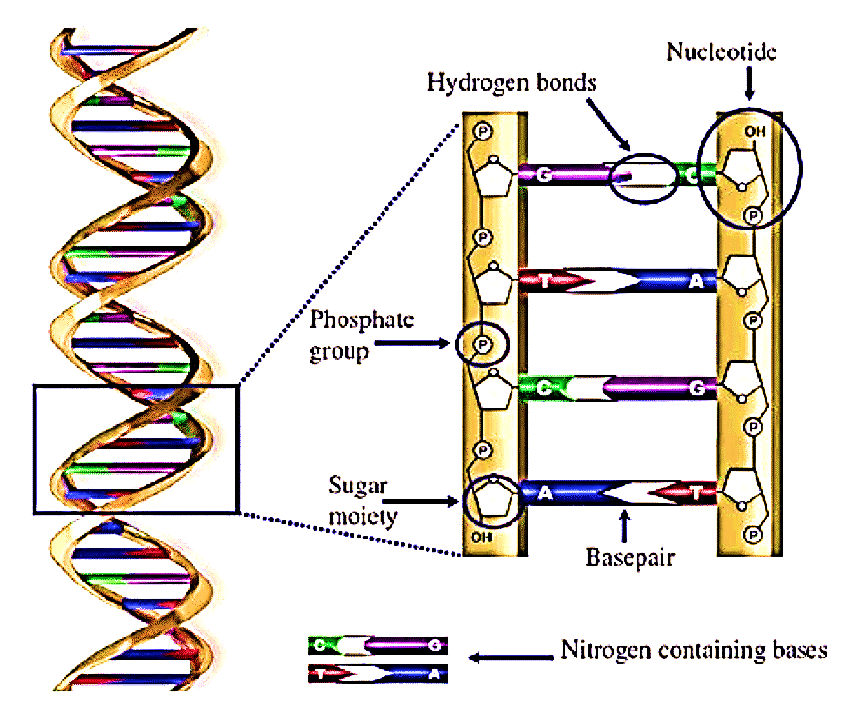 Nucleotide
Hydrogen bonds
P
OH
G
C
P
P
T
A
Phosphate
group
P
P
C
G
P
P
Sugar
moiety
A
T
OH
Basepair
P
C
G
T
A
Nitrogen containing bases